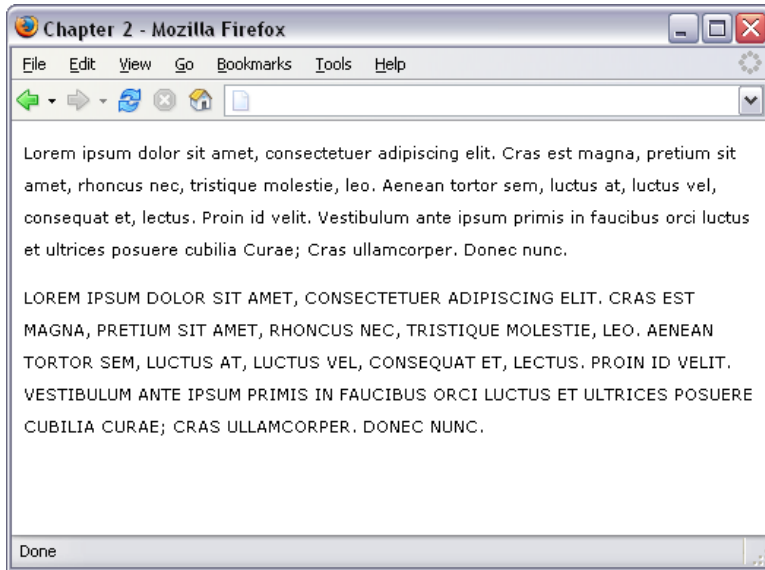 Chapter 2 - Mozilla Firefox
File Edit View Go Bookmarks Tools Help
Lorem ipsum dolor sit amet, consectetuer adipiscing elit. Cras est magna, pretium sit
amet, rhoncus nec, tristique molestie, leo. Aenean tortor sem, luctus at, luctus vel,
consequat et, lectus. Proin id velit. Vestibulum ante ipsum primis in faucibus orci luctus
et ultrices posuere cubilia Curae; Cras ullamcorper. Donec nunc.
LOREM IPSUM DOLOR SIT AMET, CONSECTETUER ADIPISCING ELIT. CRAS EST
MAGNA, PRETIUM SIT AMET, RHONCUS NEC, TRISTIQUE MOLESTIE, LEO. AENEAN
TORTOR SEM, LUCTUS AT, LUCTUS VEL, CONSEQUAT ET, LECTUS. PROIN ID VELIT.
VESTIBULUM ANTE IPSUM PRIMIS IN FAUCIBUS ORCI LUCTUS ET ULTRICES POSUERE
CUBILIA CURAE; CRAS ULLAMCORPER. DONEC NUNC.
Done